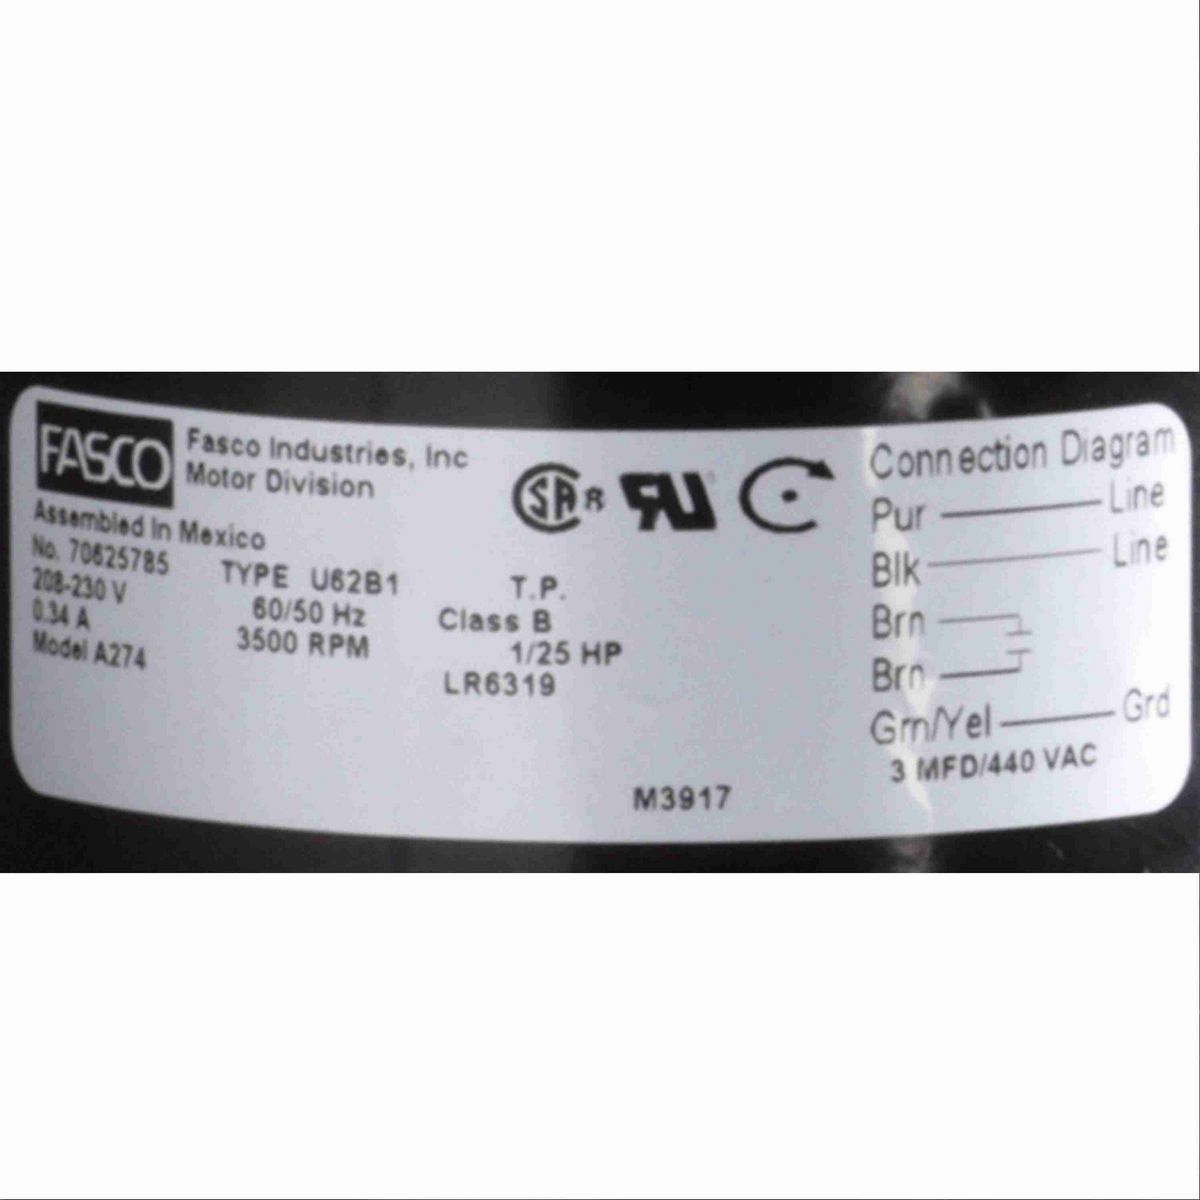 FASCO
Fasco Industries, Inc
Motor Division
Assembled In Mexico
No. 70625785
208-230 V
0.34 A
Model A274
TYPE U62B1
60/50 Hz
3500 RPM
SA R
T.P.
Class B
1/25 HP
LR6319
M3917
Connection Diagram
Pur Line
Blk Line
Brn
Brn
Grn/Yel Grd
3 MFD/440 VAC